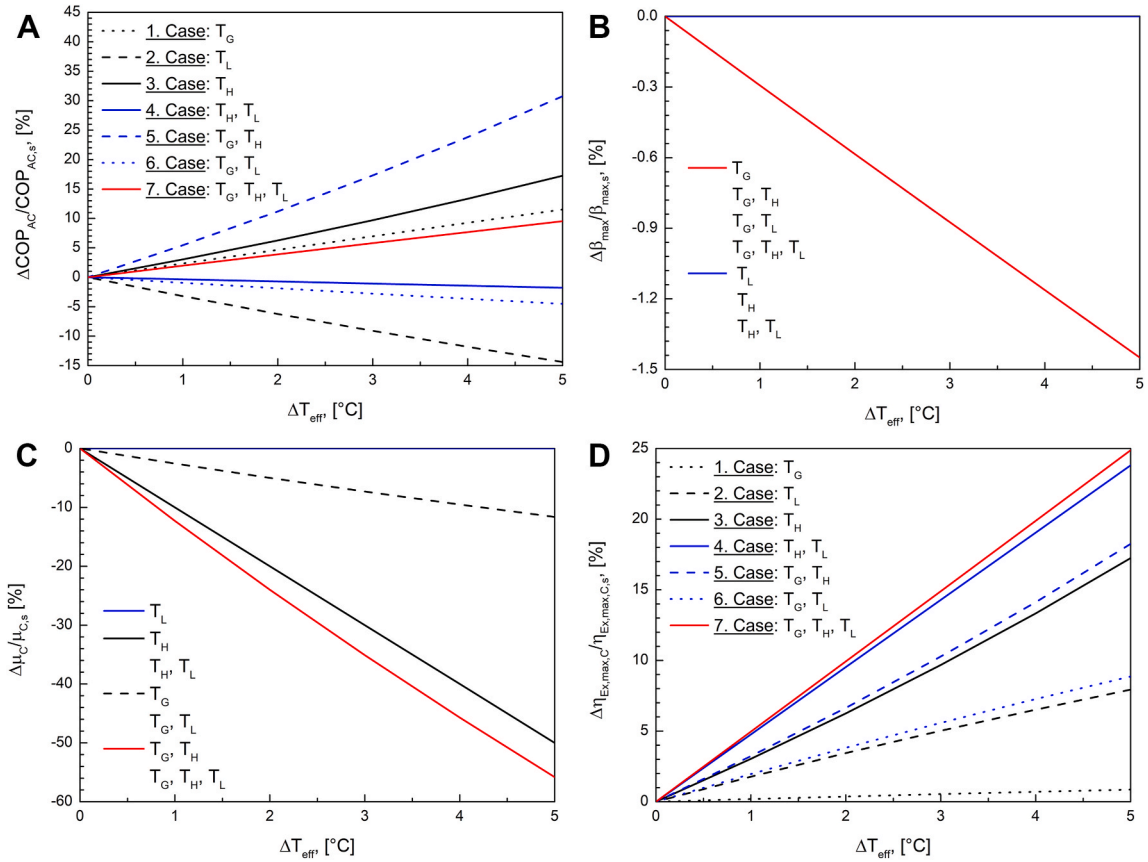 A
45
40
35
30
25
20
15
10
5
0
-5
-10
-15
ΔCOP_AC/COP_AC,s, [%]
1. Case: T_G
2. Case: T_L
3. Case: T_H
4. Case: T_H, T_L
5. Case: T_G, T_H
6. Case: T_G, T_L
7. Case: T_G, T_H, T_L
0 1 2 3 4 5
ΔT_eff, [°C]
B
0.0
-0.3
-0.6
-0.9
-1.2
-1.5
Δβ_max/β_max,s, [%]
T_G
T_G, T_H
T_G, T_L
T_G, T_H, T_L
T_L
T_H
T_H, T_L
0 1 2 3 4 5
ΔT_eff, [°C]
C
0
-10
-20
-30
-40
-50
-60
Δμ_C/μ_C,s, [%]
T_L
T_H
T_H, T_L
T_G
T_G, T_L
T_G, T_H
T_G, T_H, T_L
0 1 2 3 4 5
ΔT_eff, [°C]
D
25
20
15
10
5
0
Δη_Ex,max,C/η_Ex,max,C,s, [%]
1. Case: T_G
2. Case: T_L
3. Case: T_H
4. Case: T_H, T_L
5. Case: T_G, T_H
6. Case: T_G, T_L
7. Case: T_G, T_H, T_L
0 1 2 3 4 5
ΔT_eff, [°C]